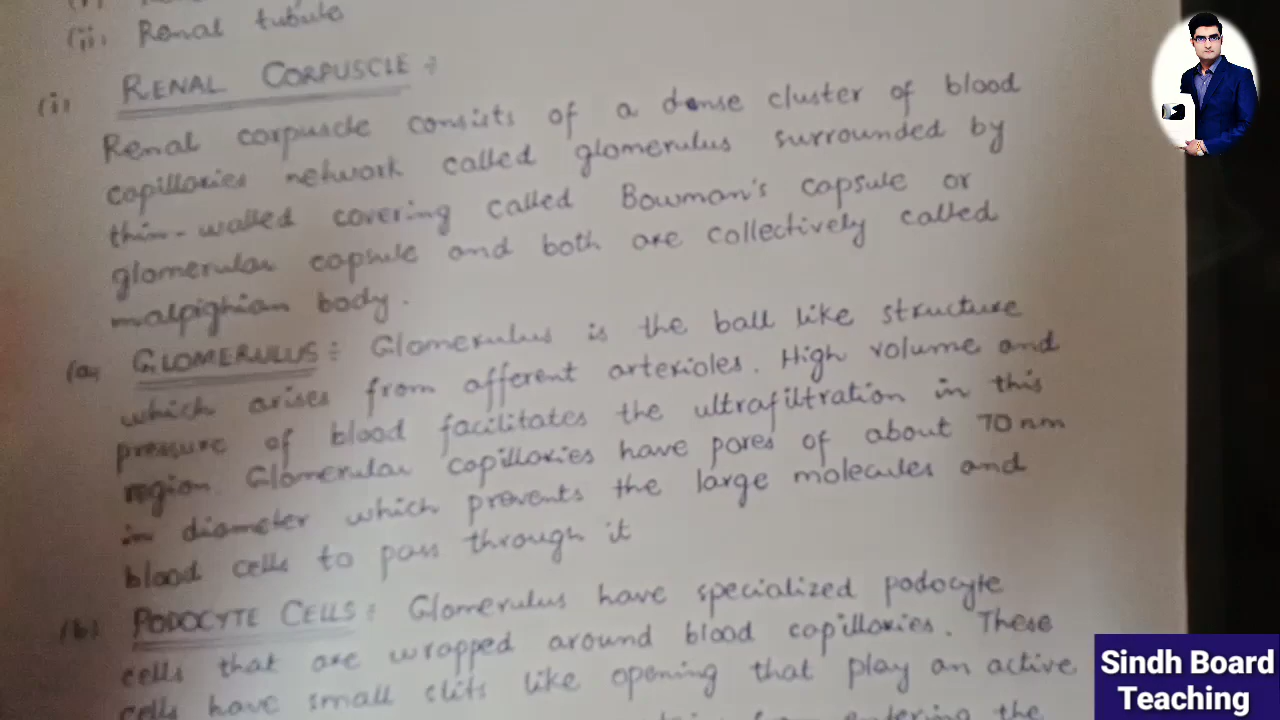 (ii) Renal tubule
(i) RENAL CORPUSCLE :
Renal corpuscle consists of a dense cluster of blood
capillaries network called glomerulus surrounded by
thin-walled covering called Bowman's capsule or
glomerular capsule and both are collectively called
malpighian body.
(a) GLOMERULUS : Glomerulus is the ball like structure
which arises from afferent arterioles. High volume and
pressure of blood facilitates the ultrafiltration in this
region. Glomerular capillaries have pores of about 70 nm
in diameter which prevents the large molecules and
blood cells to pass through it
(b) PODOCYTE CELLS : Glomerulus have specialized podocyte
cells that are wrapped around blood capillaries. These
cells have small slits like opening that play an active
entering the
Sindh Board
Teaching